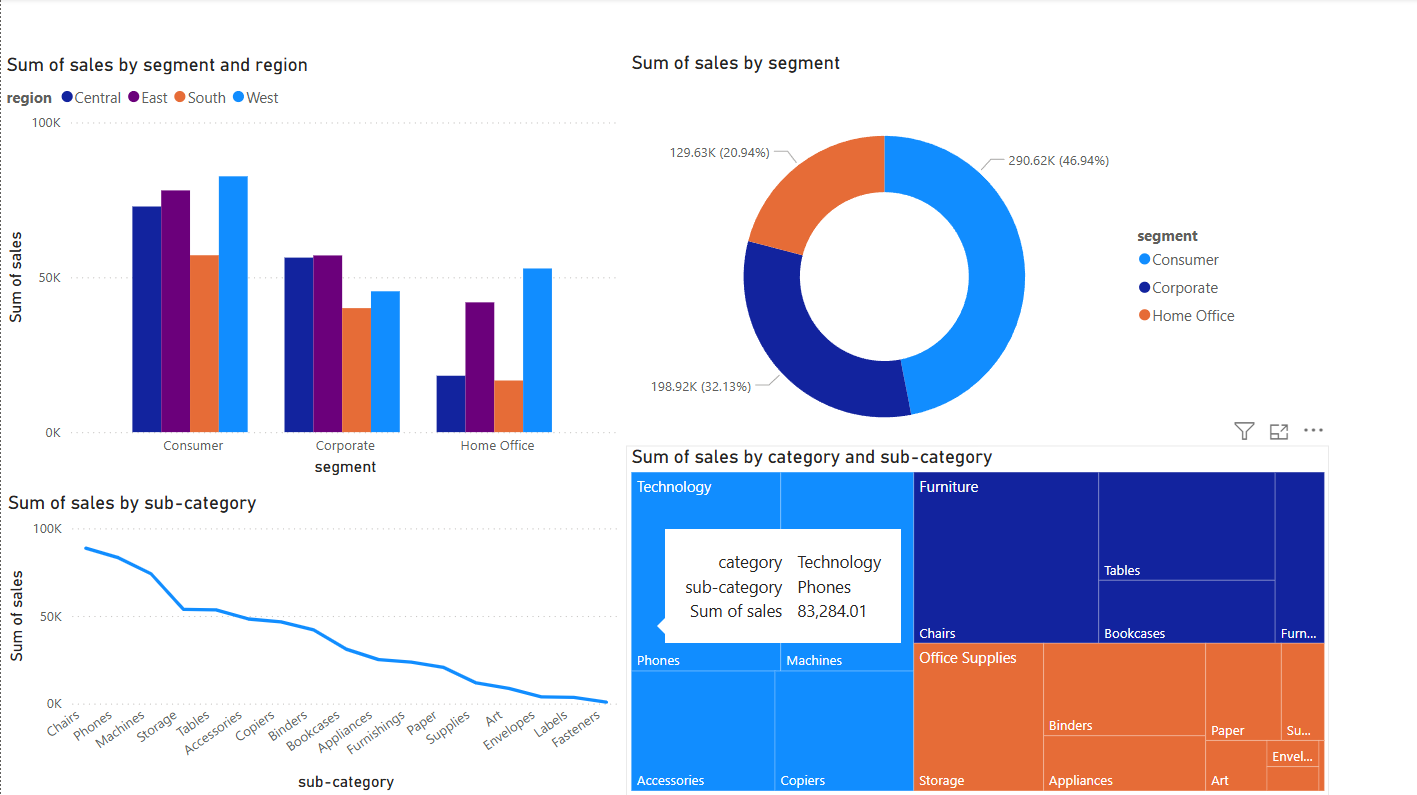 Sum of sales by segment and region
region Central East South West
100K
50K
0K
Sum of sales
Consumer Corporate Home Office
segment
Sum of sales by segment
129.63K (20.94%)
290.62K (46.94%)
198.92K (32.13%)
segment
Consumer
Corporate
Home Office
Sum of sales by sub-category
100K
50K
0K
Sum of sales
Chairs Phones Machines Storage Tables Accessories Copiers Binders Bookcases Appliances Furnishings Paper Supplies Art Envelopes Labels Fasteners
sub-category
Sum of sales by category and sub-category
Technology
category Technology
sub-category Phones
Sum of sales 83,284.01
Phones Machines
Accessories Copiers
Furniture
Tables
Chairs Bookcases Furn...
Office Supplies
Binders Paper Su...
Envel...
Storage Appliances Art